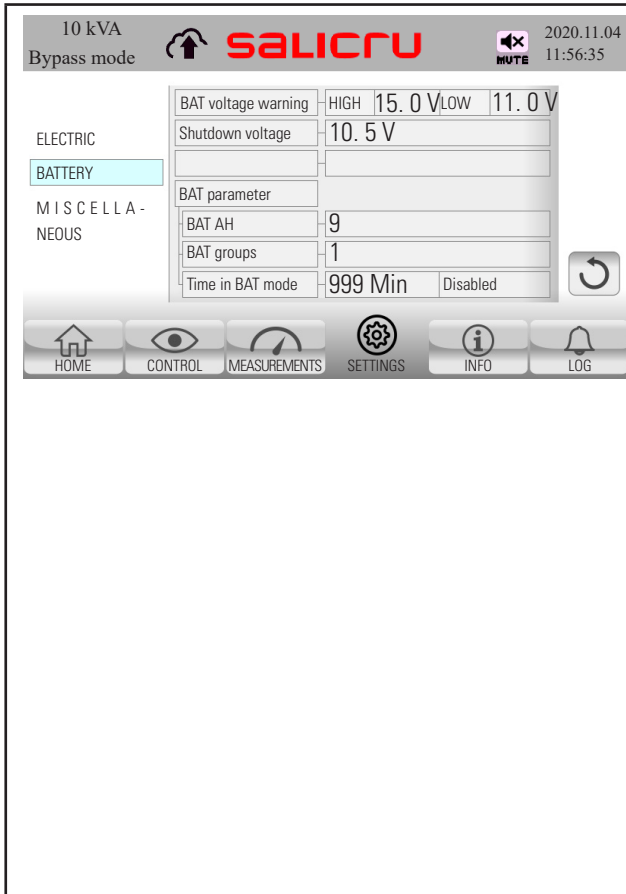 10 kVA
Bypass mode
salicru
MUTE
2020.11.04
11:56:35
ELECTRIC
BATTERY
MISCELLA-
NEOUS
BAT voltage warning HIGH 15. 0 V LOW 11. 0 V
Shutdown voltage 10. 5 V
BAT parameter
BAT AH 9
BAT groups 1
Time in BAT mode 999 Min Disabled
HOME CONTROL MEASUREMENTS SETTINGS INFO LOG